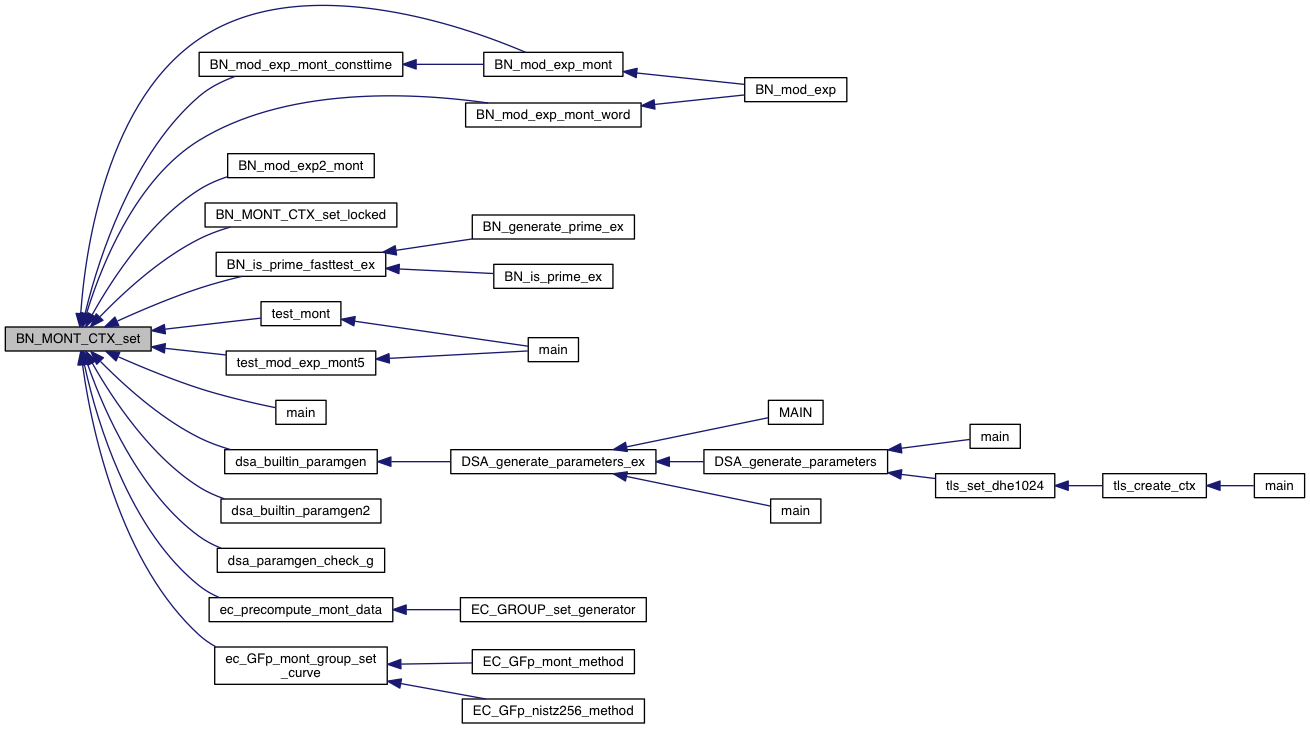 BN_mod_exp_mont_consttime
BN_mod_exp_mont
BN_mod_exp
BN_mod_exp_mont_word
BN_mod_exp2_mont
BN_MONT_CTX_set_locked
BN_generate_prime_ex
BN_is_prime_fasttest_ex
BN_is_prime_ex
test_mont
BN_MONT_CTX_set
main
test_mod_exp_mont5
main
MAIN
main
dsa_builtin_paramgen
DSA_generate_parameters_ex
DSA_generate_parameters
tls_set_dhe1024
tls_create_ctx
main
dsa_builtin_paramgen2
main
dsa_paramgen_check_g
ec_precompute_mont_data
EC_GROUP_set_generator
ec_GFp_mont_group_set
_curve
EC_GFp_mont_method
EC_GFp_nistz256_method